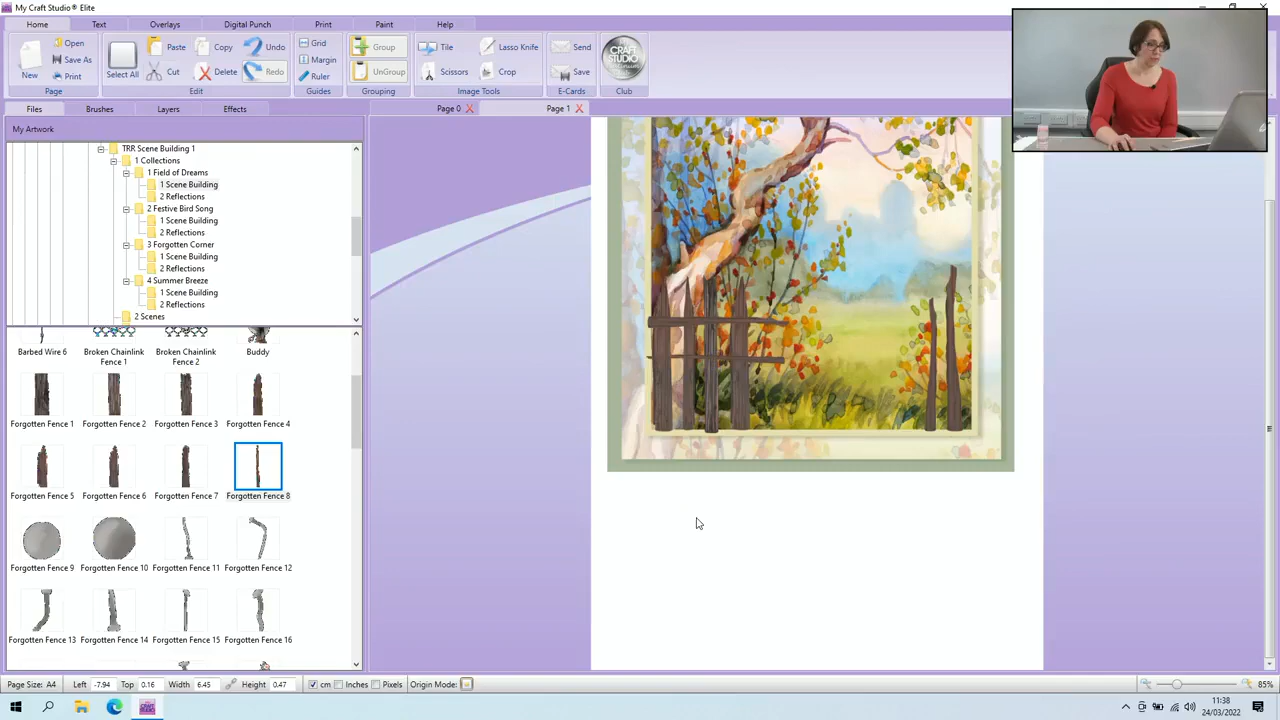 My Craft Studio® Elite
Home Text Overlays Digital Punch Print Paint Help
New Open Save As Print Select All Paste Copy Undo Cut Delete Redo Grid Margin Ruler Group UnGroup Tile Lasso Knife Scissors Crop Send Save CRAFT STUDIO
Page Edit Guides Grouping Image Tools E-Cards Club
Files Brushes Layers Effects Page 0 Page 1
My Artwork
TRR Scene Building 1
1 Collections
1 Field of Dreams
1 Scene Building
2 Reflections
2 Festive Bird Song
1 Scene Building
2 Reflections
3 Forgotten Corner
1 Scene Building
2 Reflections
4 Summer Breeze
1 Scene Building
2 Reflections
2 Scenes
Barbed Wire 6 Broken Chainlink Fence 1 Broken Chainlink Fence 2 Buddy
Forgotten Fence 1 Forgotten Fence 2 Forgotten Fence 3 Forgotten Fence 4
Forgotten Fence 5 Forgotten Fence 6 Forgotten Fence 7 Forgotten Fence 8
Forgotten Fence 9 Forgotten Fence 10 Forgotten Fence 11 Forgotten Fence 12
Forgotten Fence 13 Forgotten Fence 14 Forgotten Fence 15 Forgotten Fence 16
Page Size: A4 Left -7.94 Top 0.16 Width 6.45 Height 0.47 cm Inches Pixels Origin Mode: 85%
11:38
24/03/2022